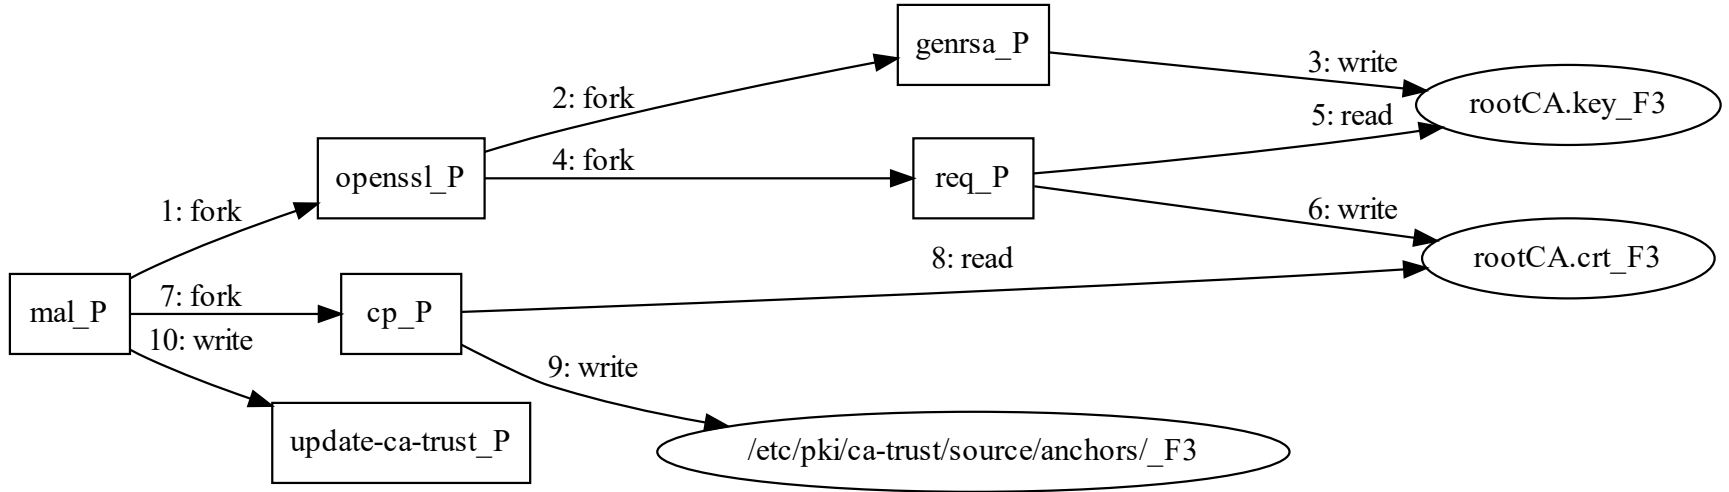 genrsa_P
3: write
rootCA.key_F3
2: fork
5: read
openssl_P
4: fork
req_P
1: fork
6: write
rootCA.crt_F3
8: read
mal_P
7: fork
cp_P
10: write
9: write
update-ca-trust_P
/etc/pki/ca-trust/source/anchors/_F3